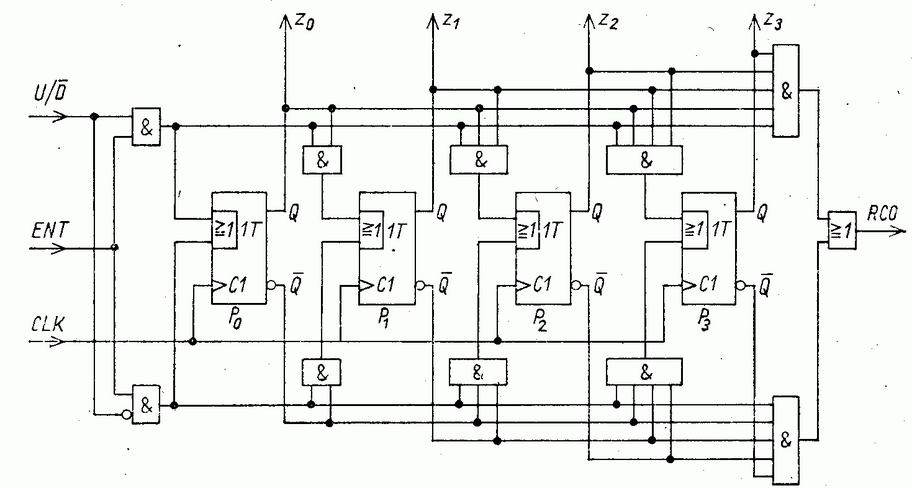 Z0 Z1 Z2 Z3
U/D̅
& & & & &
ENT
≥1 1T Q ≥1 1T Q ≥1 1T Q ≥1 1T Q ≥1 RCO
C1 Q̅ C1 Q̅ C1 Q̅ C1 Q̅
P0 P1 P2 P3
CLK
& & & & &